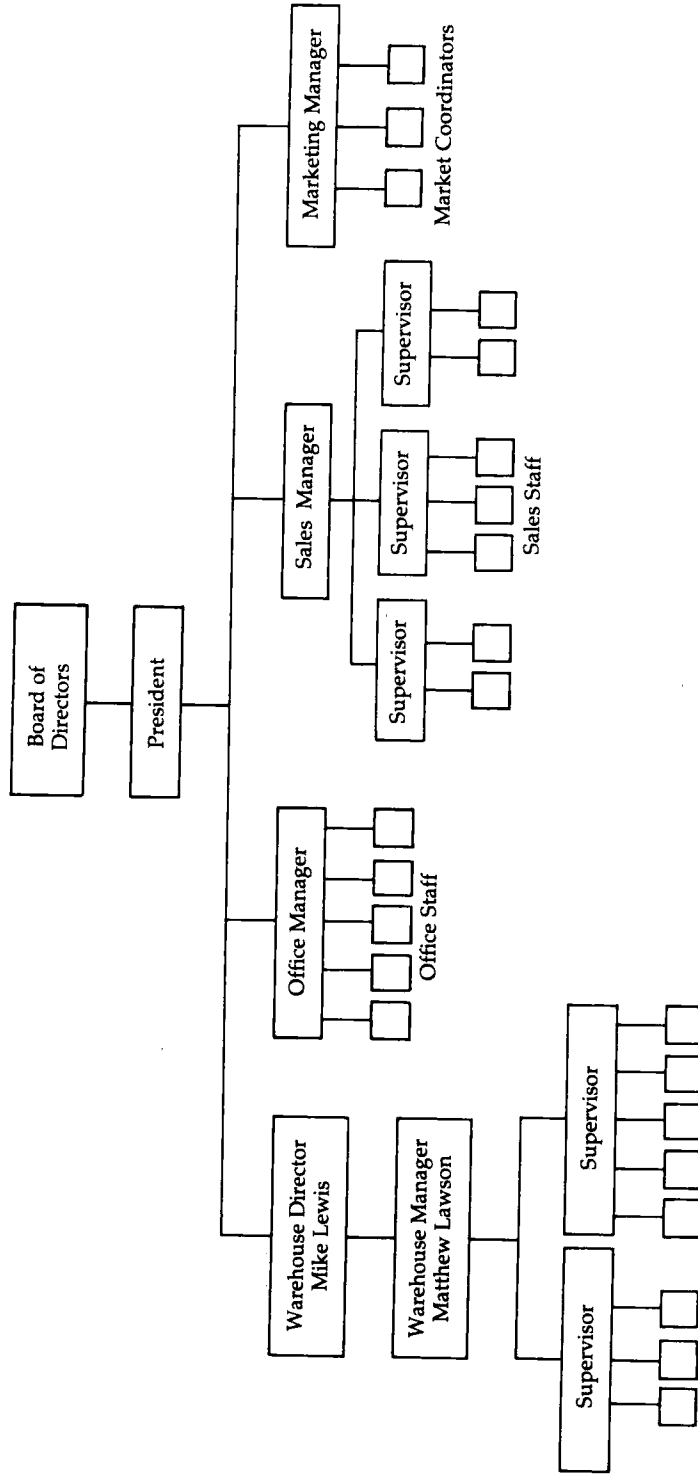 Board of
Directors
President
Warehouse Director
Mike Lewis
Office Manager
Sales Manager
Marketing Manager
Office Staff
Market Coordinators
Warehouse Manager
Matthew Lawson
Supervisor
Supervisor
Supervisor
Sales Staff
Supervisor
Supervisor